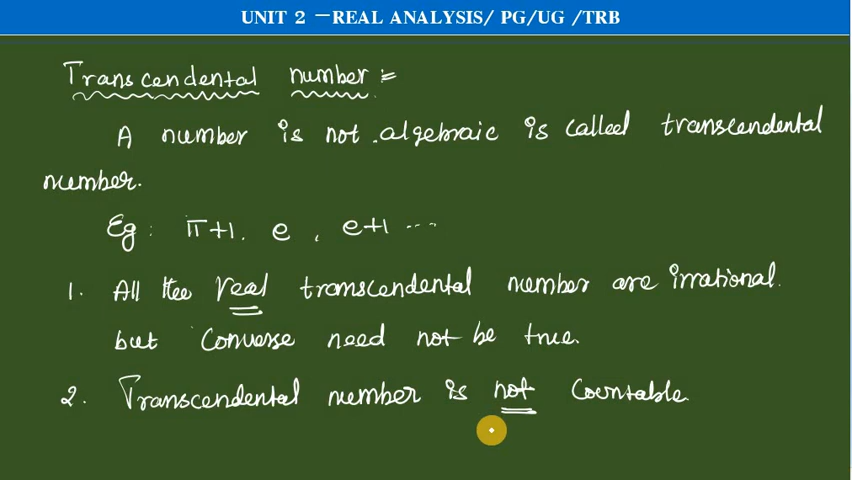 UNIT 2 – REAL ANALYSIS/ PG/UG /TRB
Transcendental number :-
A number is not algebraic is called transcendental
number.
Eg : π+1, e , e+1 ....
1. All the real transcendental number are irrational.
but Converse need not be true.
2. Transcendental number is not Countable.